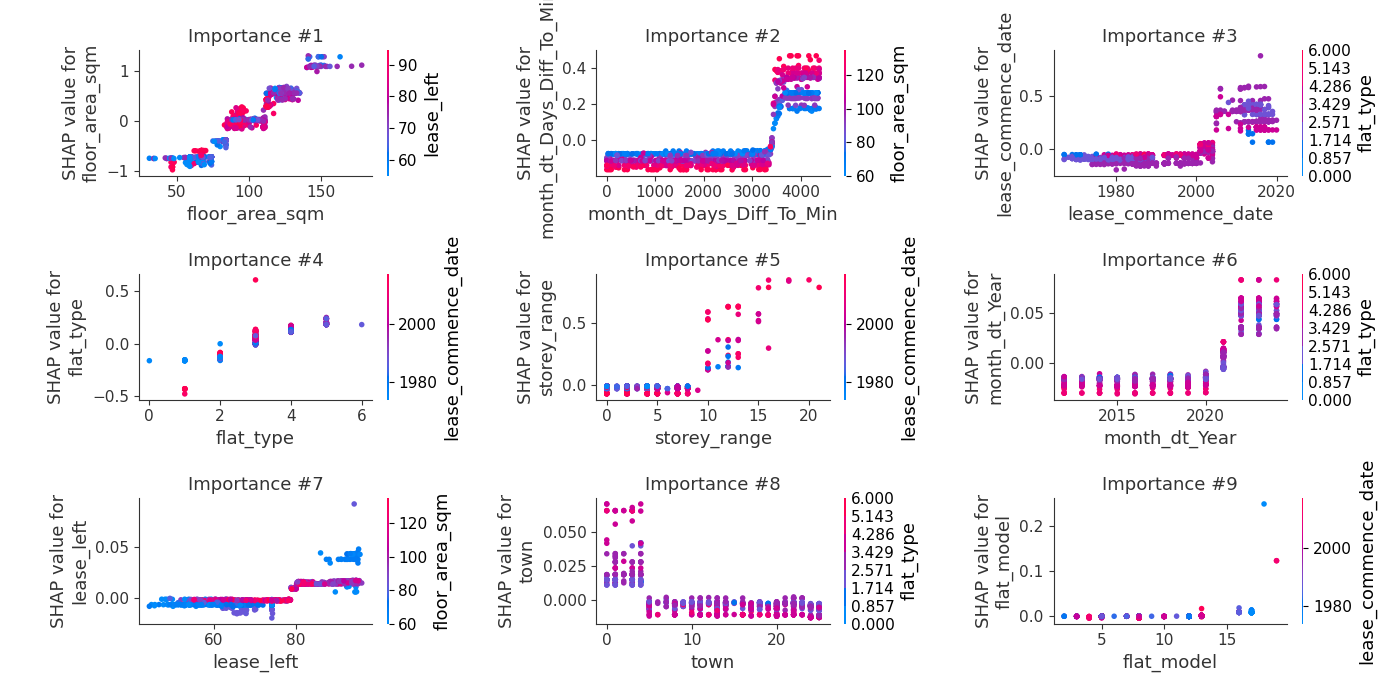 Importance #1
SHAP value for
floor_area_sqm
1
0
−1
50
100
150
floor_area_sqm
90
80
70
60
lease_left
Importance #2
SHAP value for
month_dt_Days_Diff_To_Min
0.4
0.2
0.0
0
1000
2000
3000
4000
month_dt_Days_Diff_To_Min
120
100
80
60
floor_area_sqm
Importance #3
SHAP value for
lease_commence_date
0.5
0.0
1980
2000
2020
lease_commence_date
6.000
5.143
4.286
3.429
2.571
1.714
0.857
0.000
flat_type
Importance #4
SHAP value for
flat_type
0.5
0.0
−0.5
0
2
4
6
flat_type
2000
1980
lease_commence_date
Importance #5
SHAP value for
storey_range
0.5
0.0
0
5
10
15
20
storey_range
2000
1980
lease_commence_date
Importance #6
SHAP value for
month_dt_Year
0.05
0.00
2015
2020
month_dt_Year
6.000
5.143
4.286
3.429
2.571
1.714
0.857
0.000
flat_type
Importance #7
SHAP value for
lease_left
0.05
0.00
60
80
lease_left
120
100
80
60
floor_area_sqm
Importance #8
SHAP value for
town
0.050
0.025
0.000
0
10
20
town
6.000
5.143
4.286
3.429
2.571
1.714
0.857
0.000
flat_type
Importance #9
SHAP value for
flat_model
0.2
0.1
0.0
5
10
15
flat_model
2000
1980
lease_commence_date